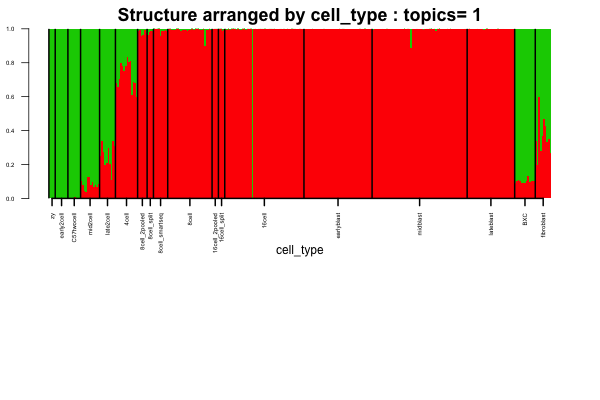 Structure arranged by cell_type : topics= 1
1.0
0.8
0.6
0.4
0.2
0.0
zy
early2cell
C57twocell
mid2cell
late2cell
4cell
8cell_2pooled
8cell_split
8cell_smartseq
8cell
16cell_2pooled
16cell_split
16cell
earlyblast
midblast
lateblast
BXC
fibroblast
cell_type